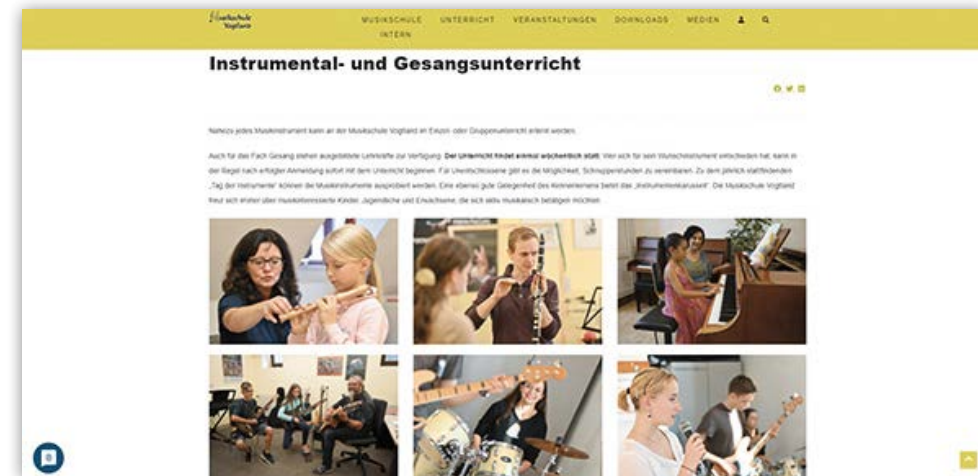 Musikschule
Vogtland
MUSIKSCHULE UNTERRICHT VERANSTALTUNGEN DOWNLOADS MEDIEN
INTERN
Instrumental- und Gesangsunterricht
Nahezu jedes Musikinstrument kann an der Musikschule Vogtland im Einzel- oder Gruppenunterricht erlernt werden.
Auch für das Fach Gesang stehen ausgebildete Lehrkräfte zur Verfügung. Der Unterricht findet einmal wöchentlich statt. Wer sich für sein Wunschinstrument entschieden hat, kann in
der Regel nach erfolgter Anmeldung sofort mit dem Unterricht beginnen. Für Unentschlossene gibt es die Möglichkeit, Schnupperstunden zu vereinbaren. Zu dem jährlich stattfindenden
„Tag der Instrumente“ können die Musikinstrumente ausprobiert werden. Eine ebenso gute Gelegenheit des Kennenlernens bietet das „Instrumentenkarussell“. Die Musikschule Vogtland
freut sich immer über musikinteressierte Kinder, Jugendliche und Erwachsene, die sich aktiv musikalisch betätigen möchten.